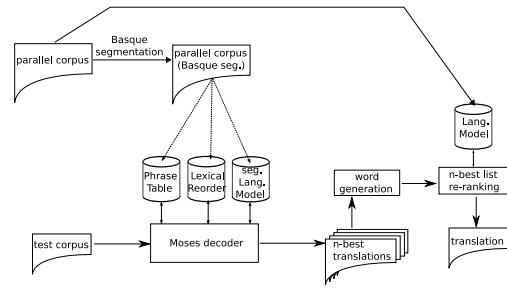 Basque
segmentation
parallel corpus
parallel corpus
(Basque seg.)
Lang.
Model
Phrase
Table
Lexical
Reorder
seg.
Lang.
Model
word
generation
n-best list
re-ranking
test corpus
Moses decoder
n-best
translations
translation